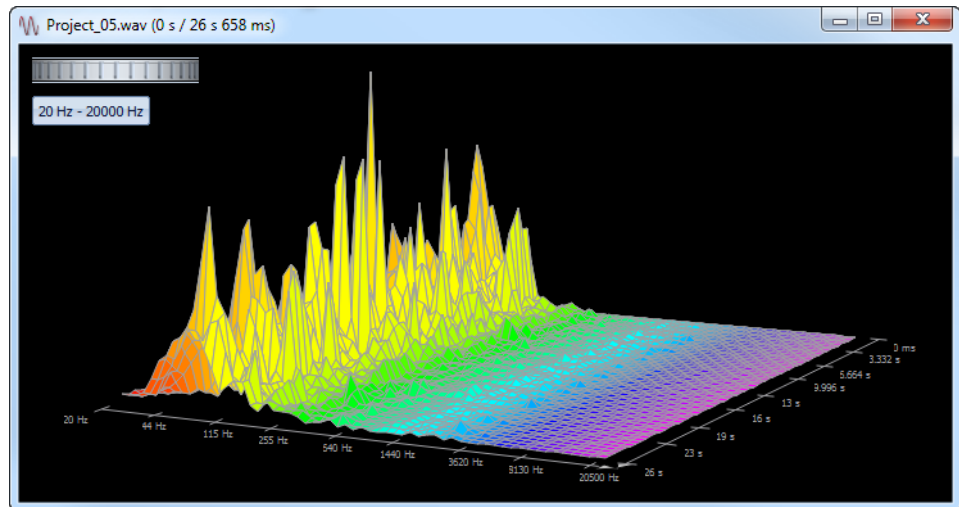 Project_05.wav (0 s / 26 s 658 ms)
20 Hz - 20000 Hz
20 Hz
44 Hz
115 Hz
255 Hz
540 Hz
1440 Hz
3620 Hz
8130 Hz
20500 Hz
26 s
23 s
19 s
16 s
13 s
9.996 s
5.664 s
3.332 s
0 ms